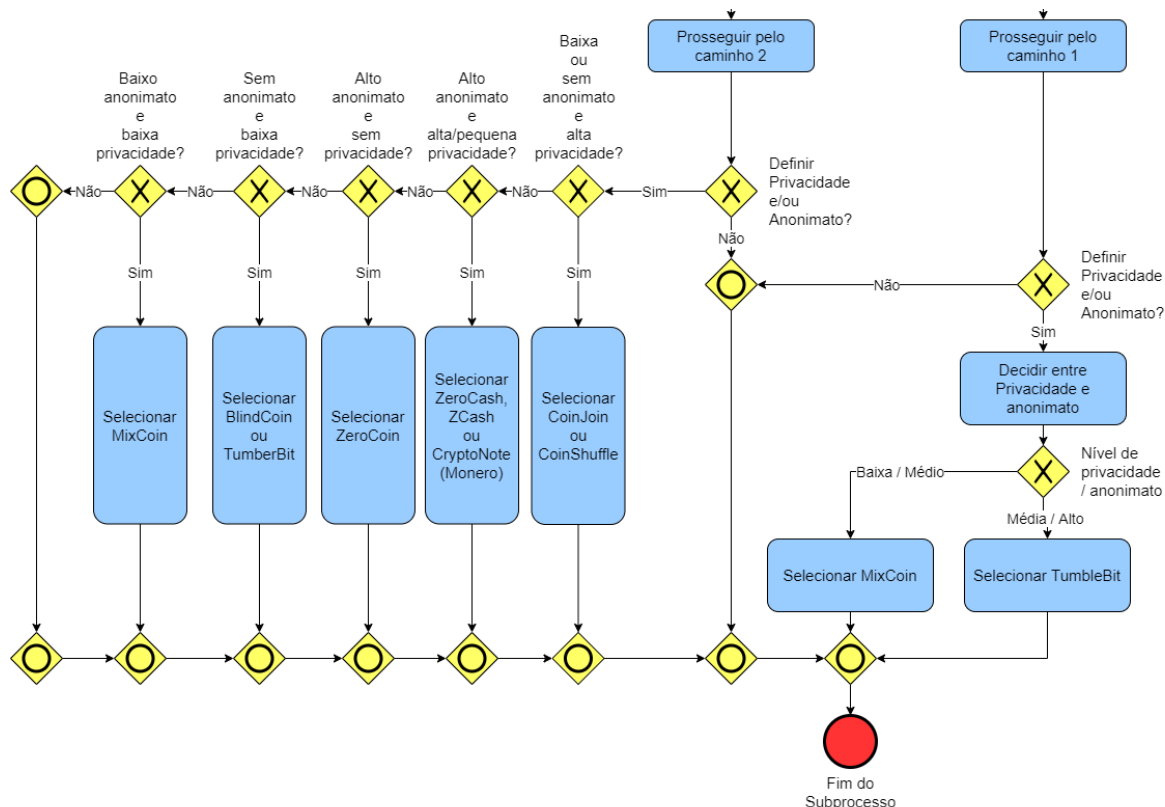 Prosseguir pelo
caminho 2
Prosseguir pelo
caminho 1
Baixo
anonimato
e
baixa
privacidade?
Sem
anonimato
e
baixa
privacidade?
Alto
anonimato
e
sem
privacidade?
Alto
anonimato
e
alta/pequena
privacidade?
Baixa
ou
sem
anonimato
e
alta
privacidade?
Definir
Privacidade
e/ou
Anonimato?
Não
Não
Não
Não
Não
Sim
Não
Sim
Sim
Sim
Sim
Sim
Não
Definir
Privacidade
e/ou
Anonimato?
Sim
Selecionar
MixCoin
Selecionar
BlindCoin
ou
TumberBit
Selecionar
ZeroCoin
Selecionar
ZeroCash,
ZCash
ou
CryptoNote
(Monero)
Selecionar
CoinJoin
ou
CoinShuffle
Decidir entre
Privacidade e
anonimato
Baixa / Médio
Nível de
privacidade
/ anonimato
Média / Alto
Selecionar MixCoin
Selecionar TumbleBit
Fim do
Subprocesso